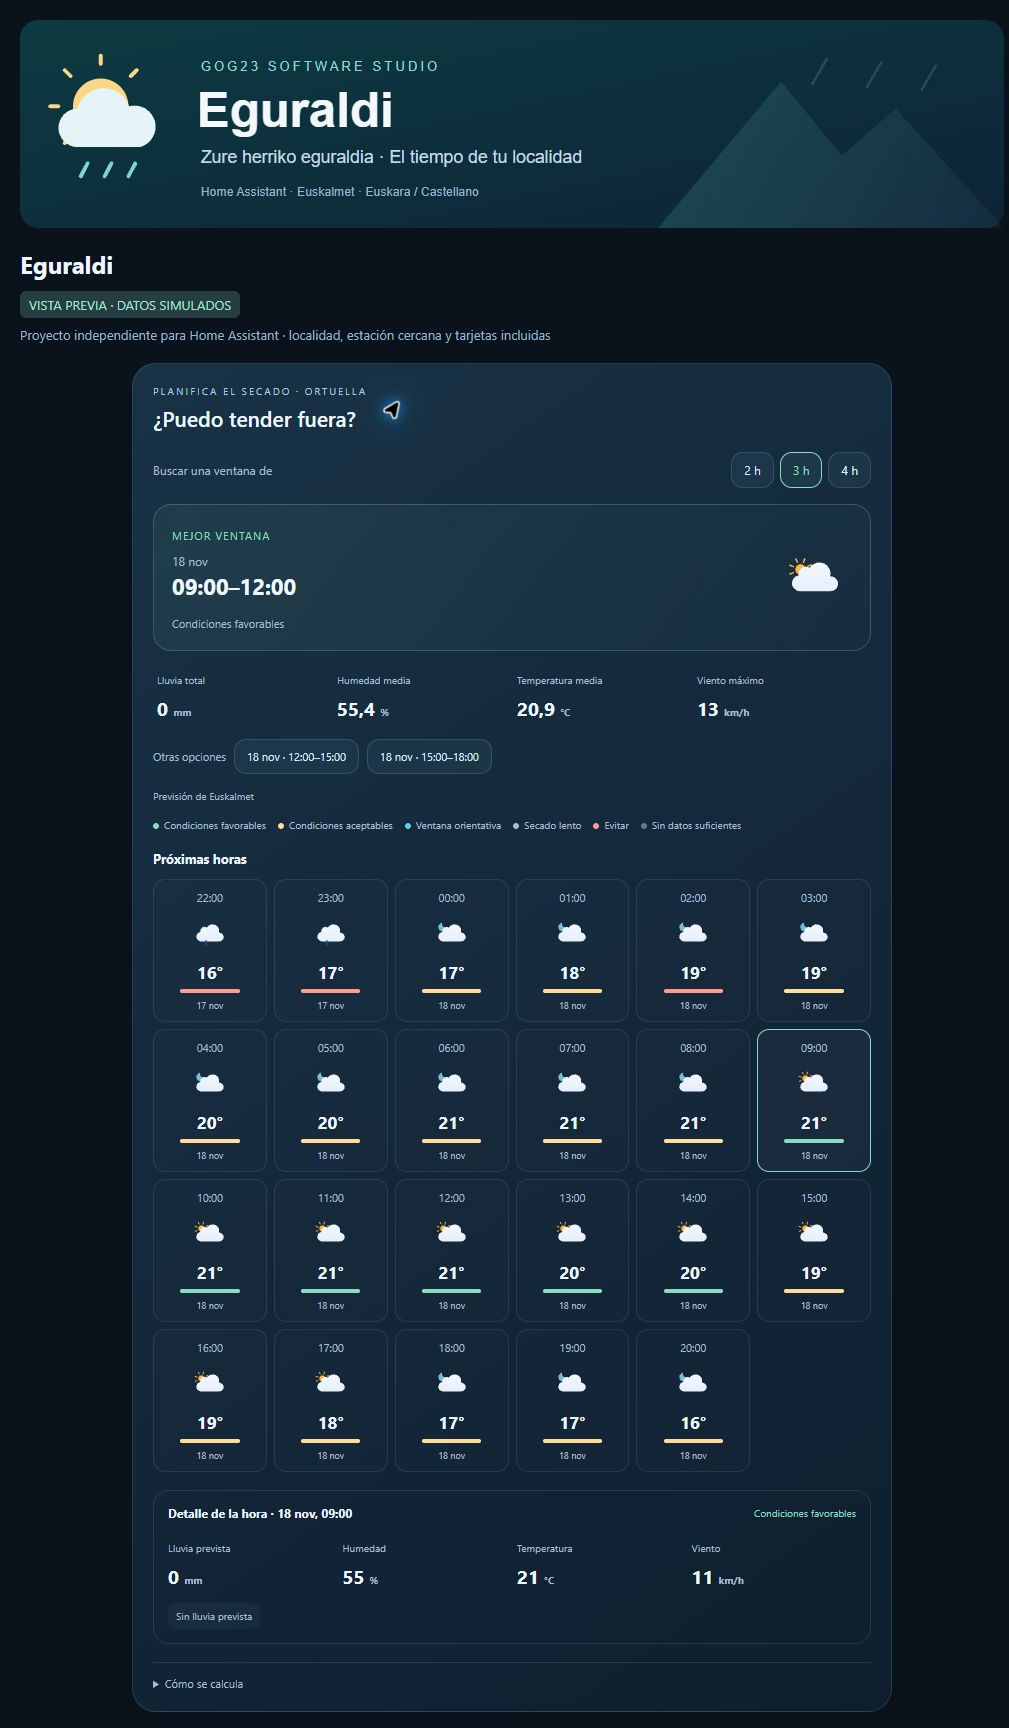 GOG23 SOFTWARE STUDIO
Eguraldi
Zure herriko eguraldia · El tiempo de tu localidad
Home Assistant · Euskalmet · Euskara / Castellano
Eguraldi
VISTA PREVIA · DATOS SIMULADOS
Proyecto independiente para Home Assistant · localidad, estación cercana y tarjetas incluidas
PLANIFICA EL SECADO · ORTUELLA
¿Puedo tender fuera?
Buscar una ventana de 2 h 3 h 4 h
MEJOR VENTANA
18 nov
09:00–12:00
Condiciones favorables
Lluvia total Humedad media Temperatura media Viento máximo
0 mm 55,4 % 20,9 °C 13 km/h
Otras opciones 18 nov · 12:00–15:00 18 nov · 15:00–18:00
Previsión de Euskalmet
Condiciones favorables Condiciones aceptables Ventana orientativa Secado lento Evitar Sin datos suficientes
Próximas horas
22:00 23:00 00:00 01:00 02:00 03:00
16° 17° 17° 18° 19° 19°
17 nov 17 nov 18 nov 18 nov 18 nov 18 nov
04:00 05:00 06:00 07:00 08:00 09:00
20° 20° 21° 21° 21° 21°
18 nov 18 nov 18 nov 18 nov 18 nov 18 nov
10:00 11:00 12:00 13:00 14:00 15:00
21° 21° 21° 20° 20° 19°
18 nov 18 nov 18 nov 18 nov 18 nov 18 nov
16:00 17:00 18:00 19:00 20:00
19° 18° 17° 17° 16°
18 nov 18 nov 18 nov 18 nov 18 nov
Detalle de la hora · 18 nov, 09:00 Condiciones favorables
Lluvia prevista Humedad Temperatura Viento
0 mm 55 % 21 °C 11 km/h
Sin lluvia prevista
Cómo se calcula